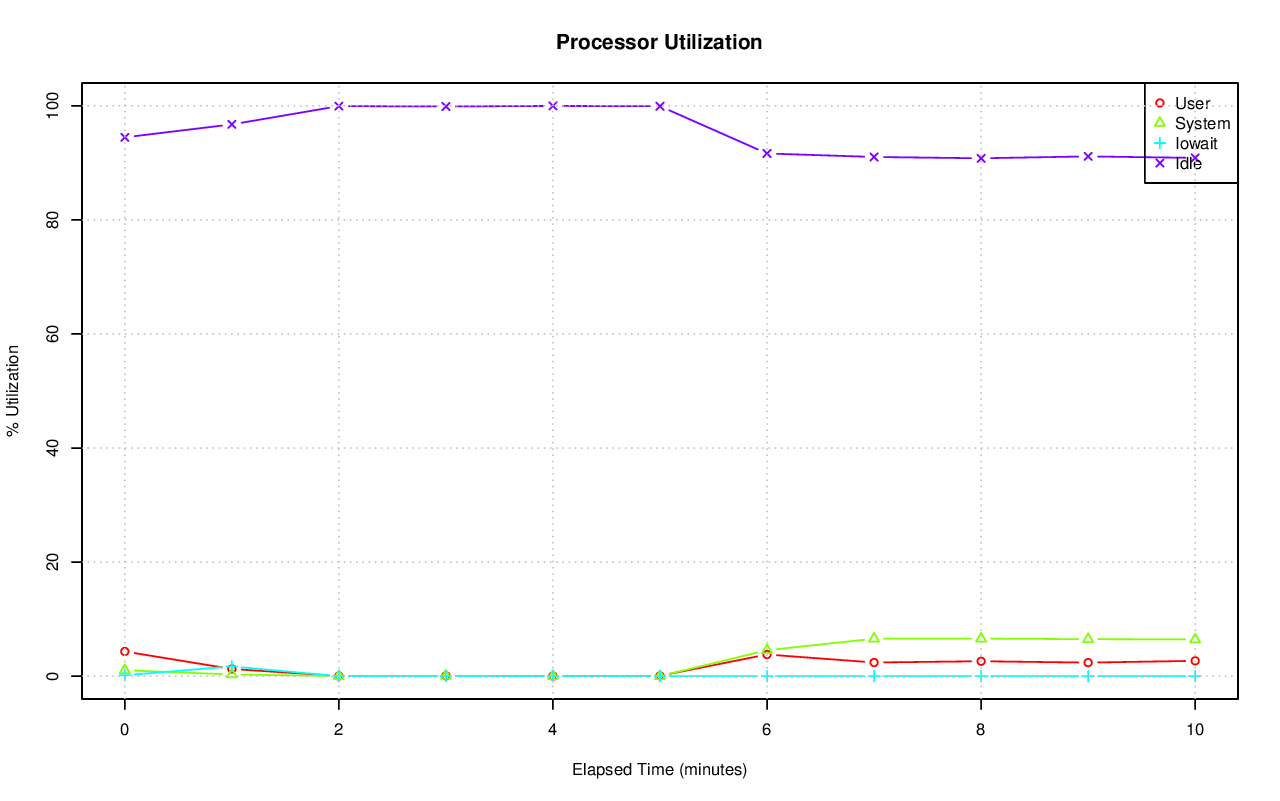 Processor Utilization
100
80
60
40
20
0
% Utilization
User
System
Iowait
Idle
0 2 4 6 8 10
Elapsed Time (minutes)